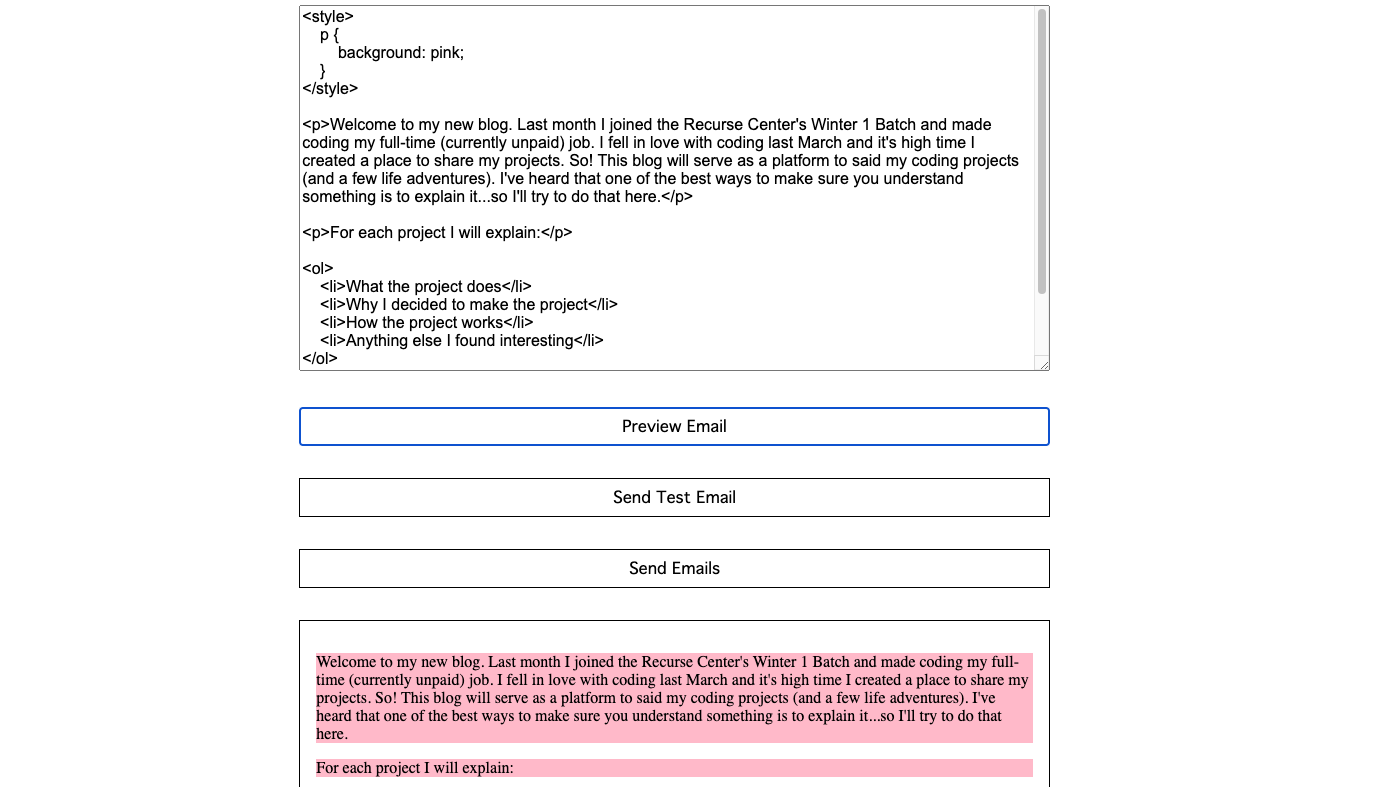 <style>
p {
background: pink;
}
</style>
<p>Welcome to my new blog. Last month I joined the Recurse Center's Winter 1 Batch and made
coding my full-time (currently unpaid) job. I fell in love with coding last March and it's high time I
created a place to share my projects. So! This blog will serve as a platform to said my coding projects
(and a few life adventures). I've heard that one of the best ways to make sure you understand
something is to explain it...so I'll try to do that here.</p>
<p>For each project I will explain:</p>
<ol>
<li>What the project does</li>
<li>Why I decided to make the project</li>
<li>How the project works</li>
<li>Anything else I found interesting</li>
</ol>
Preview Email
Send Test Email
Send Emails
Welcome to my new blog. Last month I joined the Recurse Center's Winter 1 Batch and made coding my full-
time (currently unpaid) job. I fell in love with coding last March and it's high time I created a place to share my
projects. So! This blog will serve as a platform to said my coding projects (and a few life adventures). I've
heard that one of the best ways to make sure you understand something is to explain it...so I'll try to do that
here.
For each project I will explain: